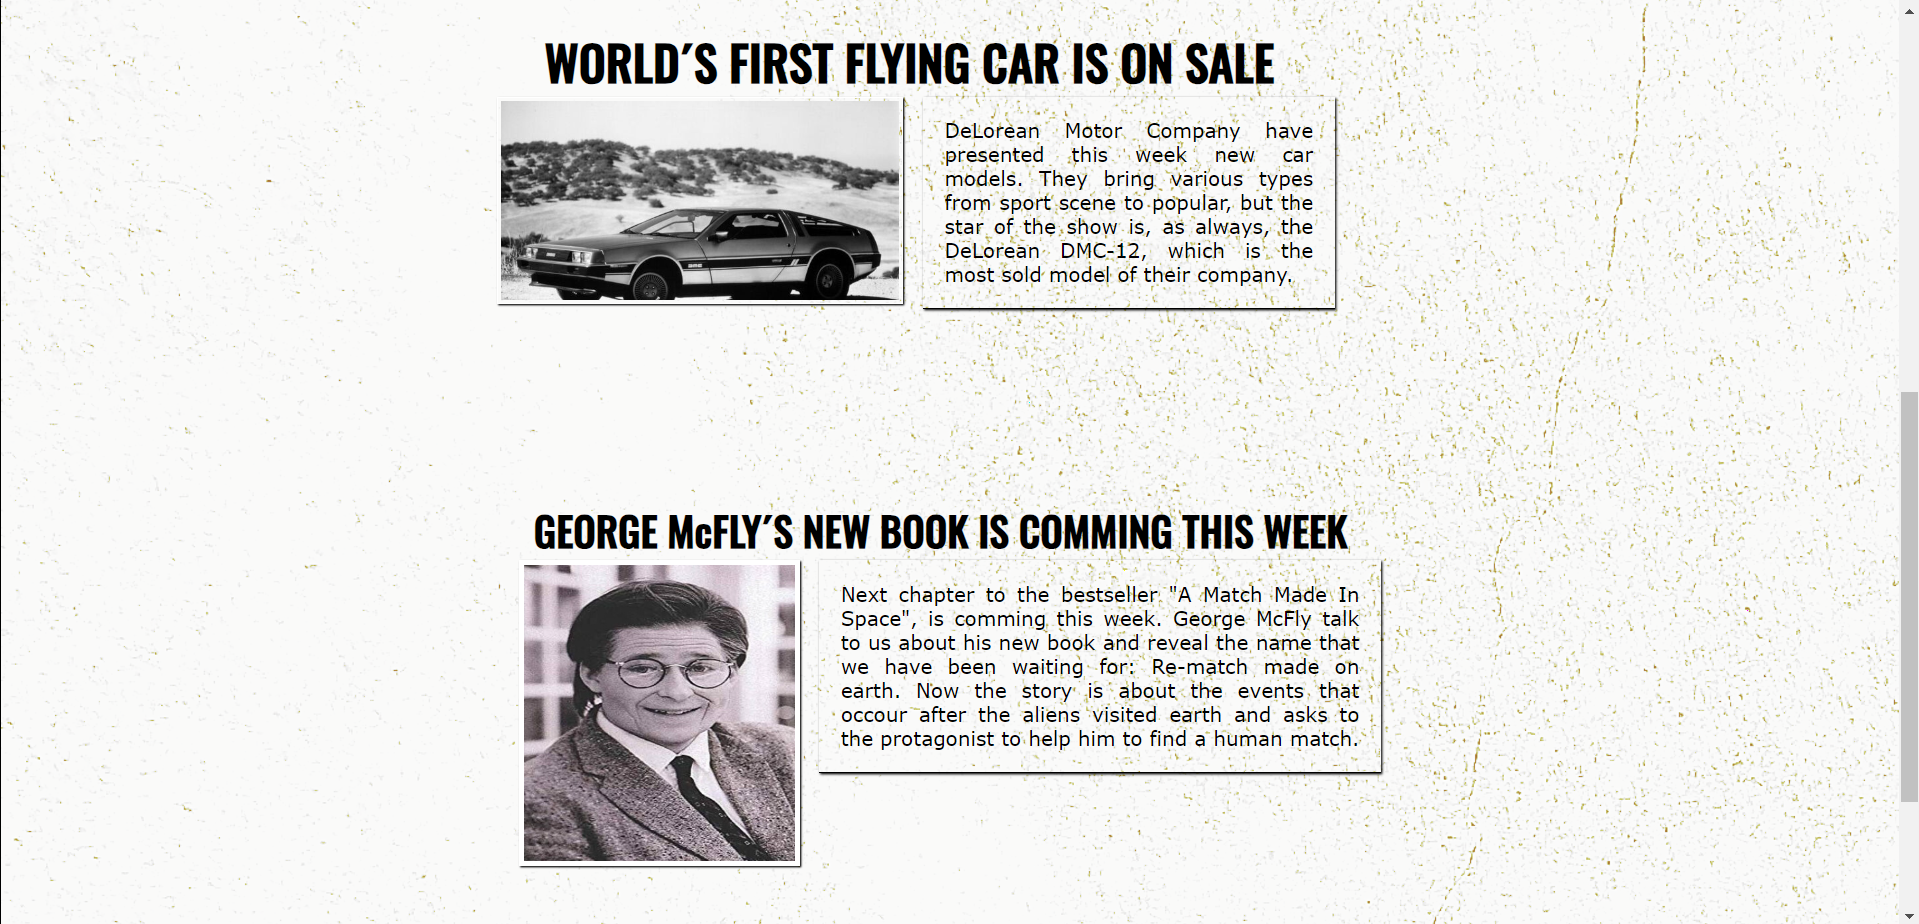 WORLD´S FIRST FLYING CAR IS ON SALE
DeLorean Motor Company have
presented this week new car
models. They bring various types
from sport scene to popular, but the
star of the show is, as always, the
DeLorean DMC-12, which is the
most sold model of their company.
GEORGE McFLY´S NEW BOOK IS COMMING THIS WEEK
Next chapter to the bestseller "A Match Made In
Space", is comming this week. George McFly talk
to us about his new book and reveal the name that
we have been waiting for: Re-match made on
earth. Now the story is about the events that
occour after the aliens visited earth and asks to
the protagonist to help him to find a human match.